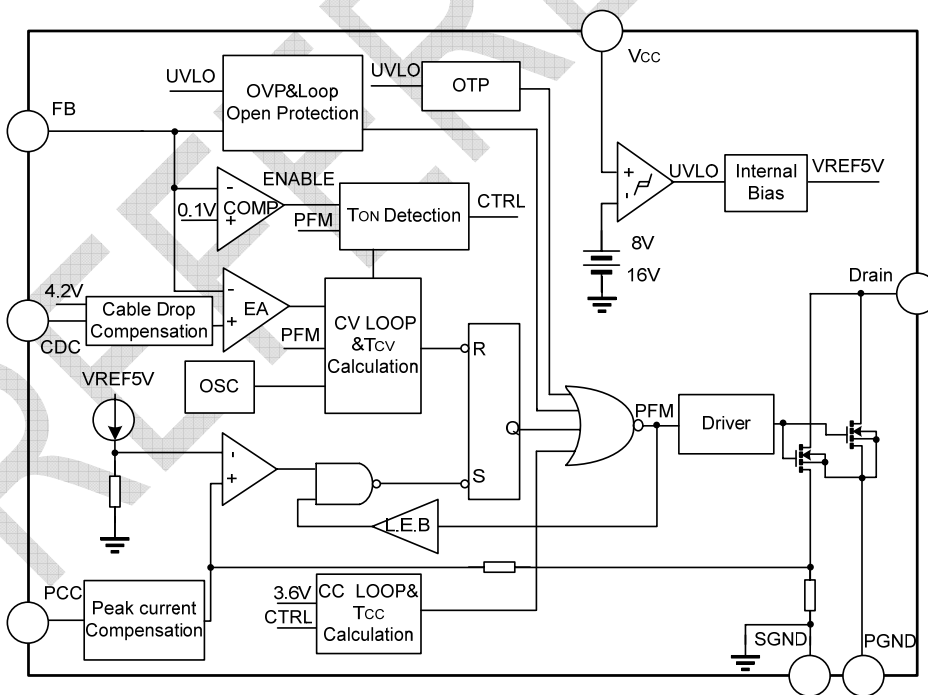 VCC
UVLO
OVP&Loop
Open Protection
UVLO
OTP
FB
ENABLE
COMP
0.1V
PFM
TON Detection
CTRL
+
-
UVLO
Internal
Bias
VREF5V
8V
16V
Drain
4.2V
Cable Drop
Compensation
CDC
-
+
EA
PFM
CV LOOP
&TCV
Calculation
OSC
R
Q
S
VREF5V
-
+
L.E.B
PFM
Driver
PCC
Peak current
Compensation
3.6V
CTRL
CC LOOP&
TCC
Calculation
SGND
PGND